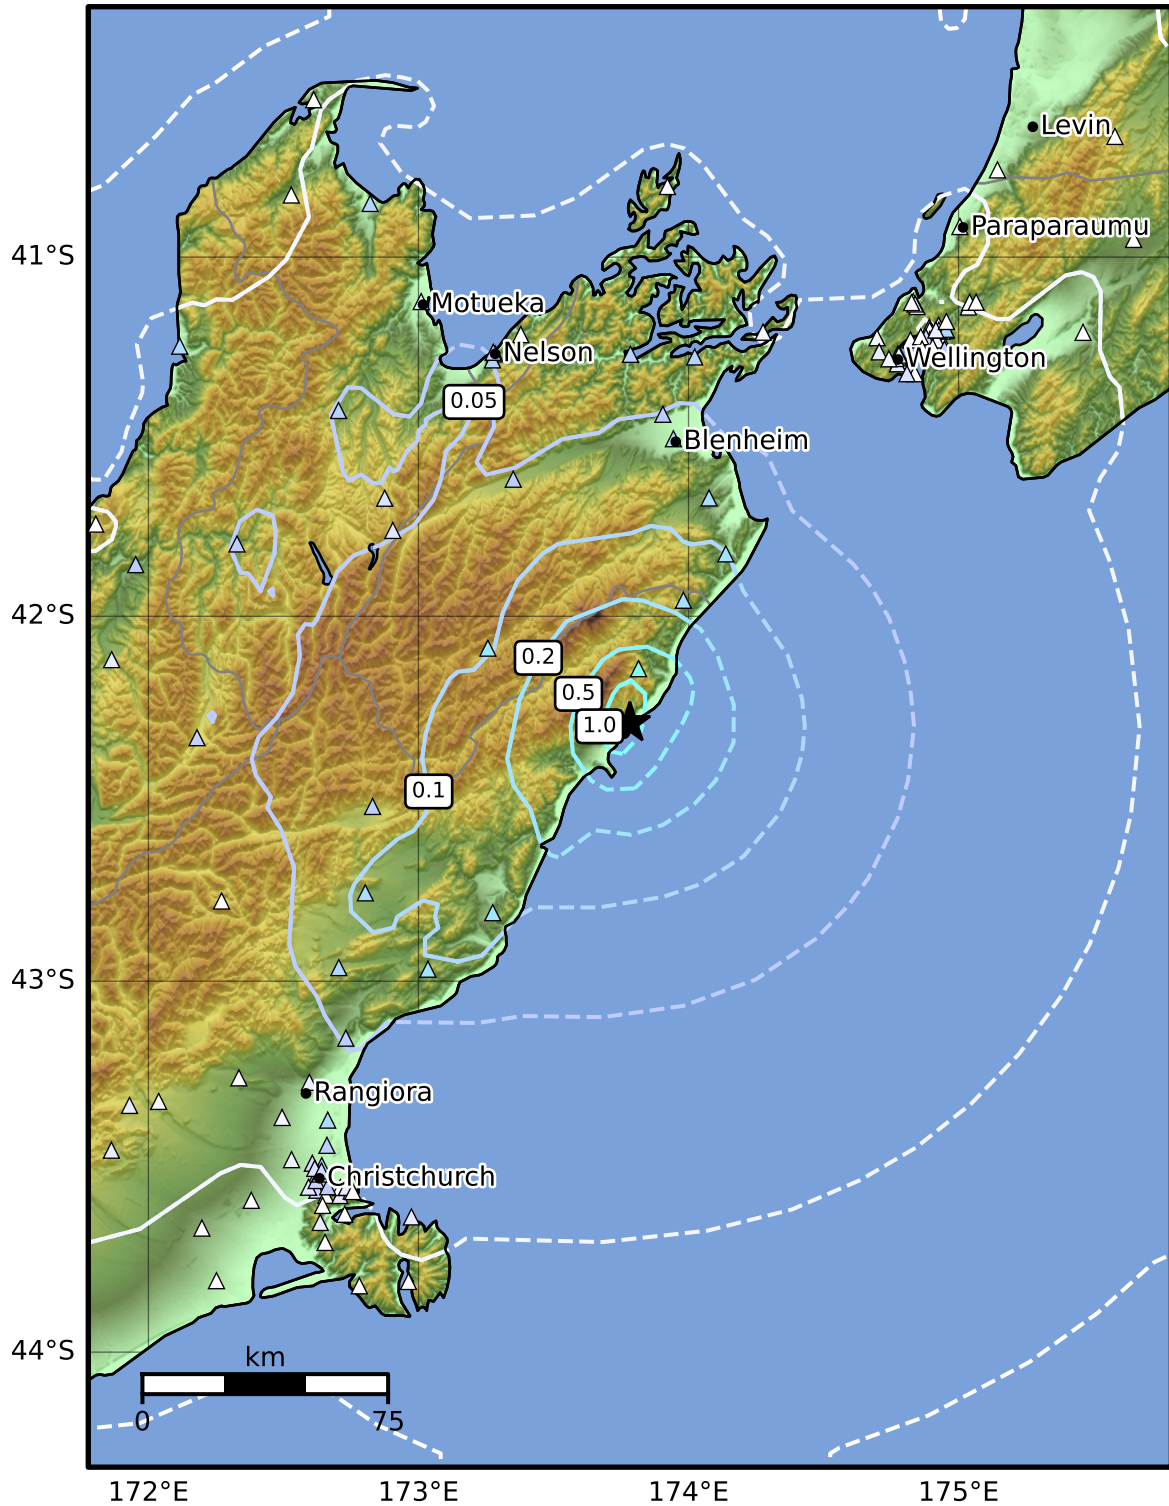 Levin
Paraparaumu
41°S
Motueka
Nelson
Wellington
0.05
Blenheim
42°S
0.2
0.5
1.0
0.1
43°S
Rangiora
Christchurch
44°S
km
0 75
172°E 173°E 174°E 175°E